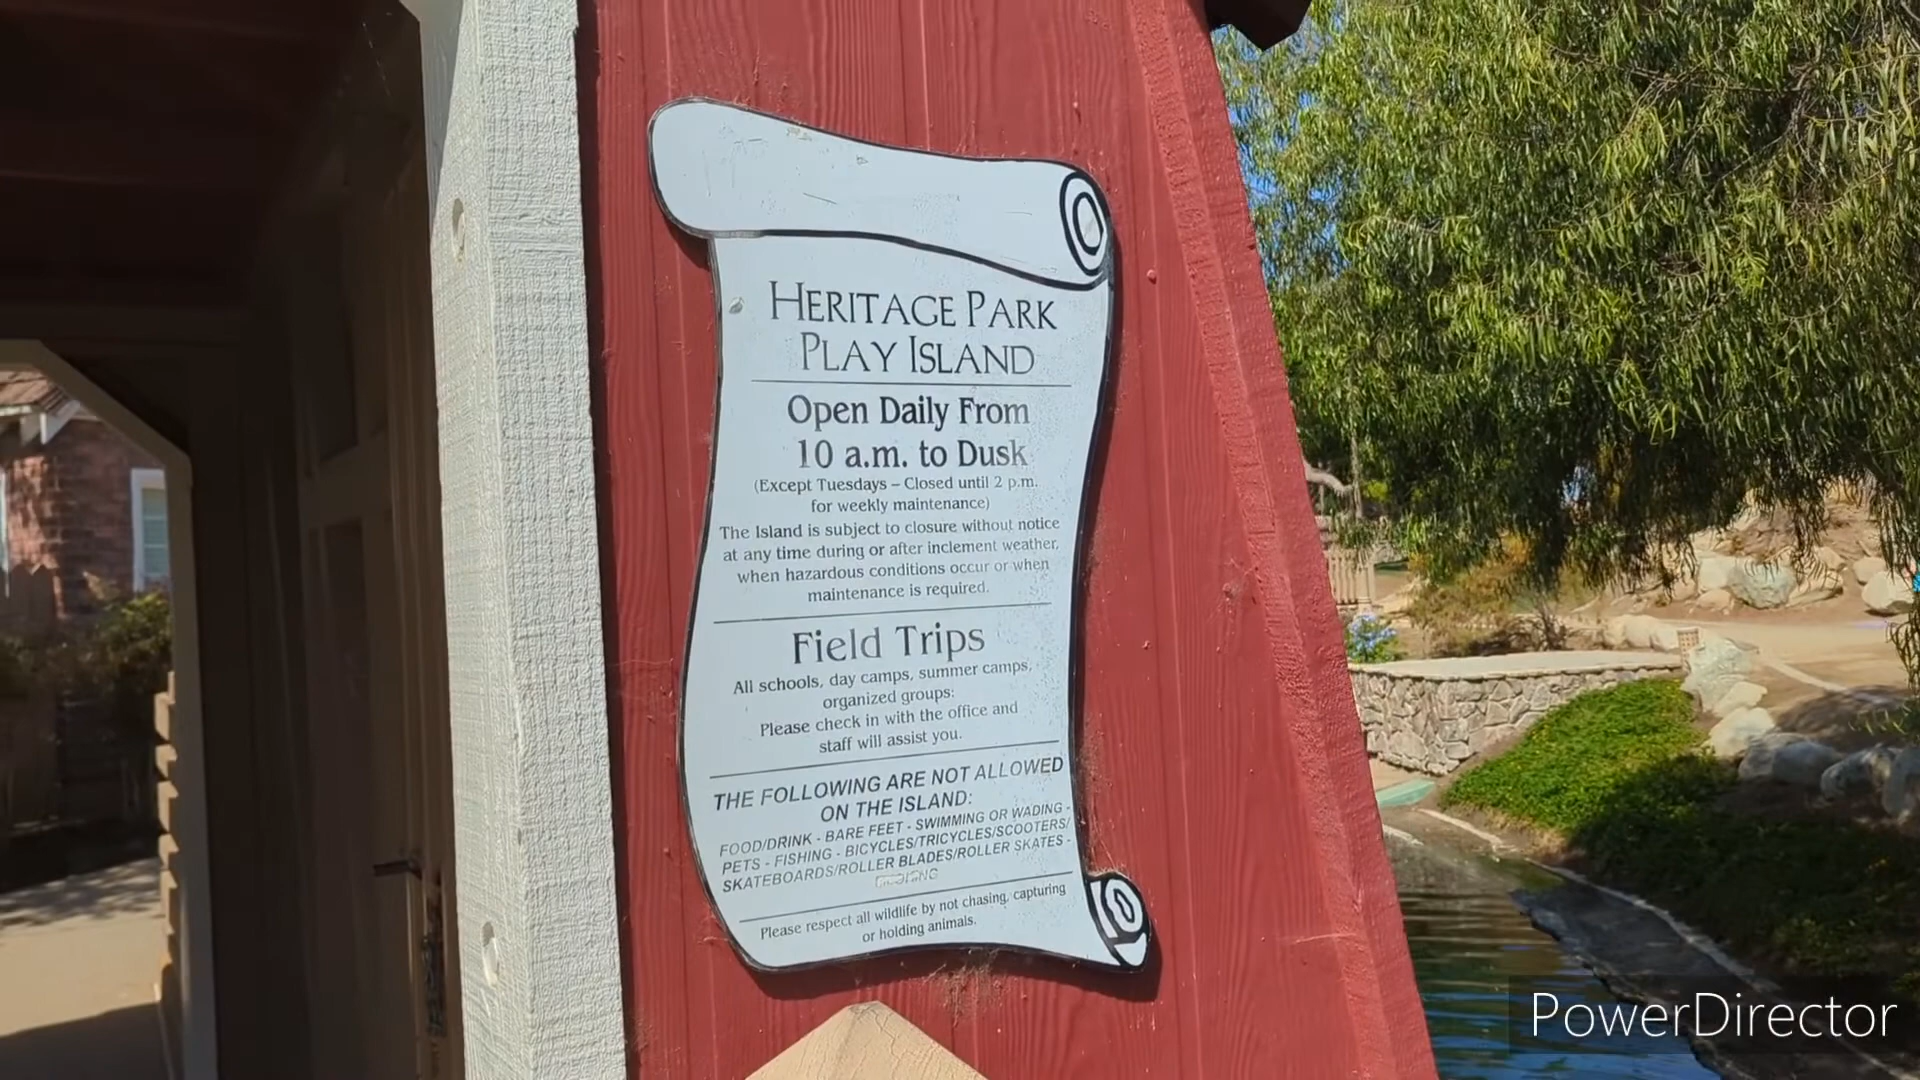 HERITAGE PARK
PLAY ISLAND
Open Daily From
10 a.m. to Dusk
(Except Tuesdays – Closed until 2 p.m.
for weekly maintenance)
The Island is subject to closure without notice
at any time during or after inclement weather,
when hazardous conditions occur or when
maintenance is required.
Field Trips
All schools, day camps, summer camps,
organized groups:
Please check in with the office and
staff will assist you.
THE FOLLOWING ARE NOT ALLOWED
ON THE ISLAND:
FOOD/DRINK - BARE FEET - SWIMMING OR WADING -
PETS - FISHING - BICYCLES/TRICYCLES/SCOOTERS/
SKATEBOARDS/ROLLER BLADES/ROLLER SKATES -
Please respect all wildlife by not chasing, capturing
or holding animals.
PowerDirector